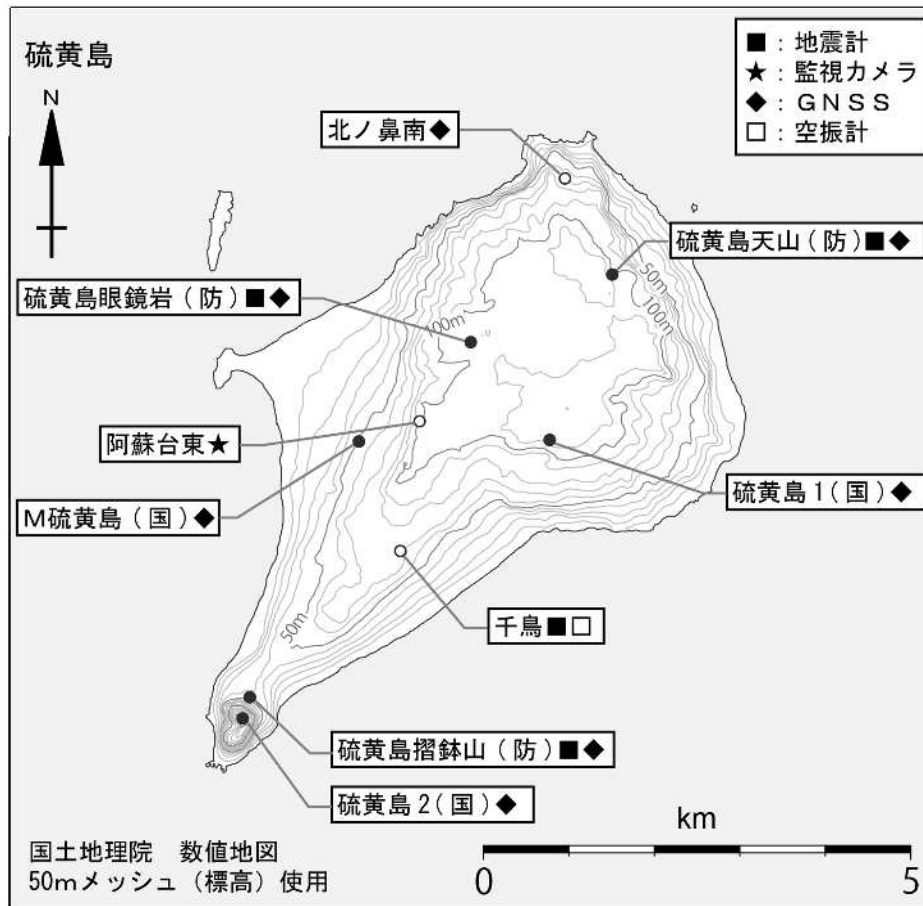 硫黄島
N
■：地震計
★：監視カメラ
◆：ＧＮＳＳ
□：空振計
北ノ鼻南◆
硫黄島天山（防）■◆
50m
100m
硫黄島眼鏡岩（防）■◆
100m
阿蘇台東★
硫黄島１（国）◆
Ｍ硫黄島（国）◆
千鳥■□
50m
硫黄島摺鉢山（防）■◆
硫黄島２(国)◆
km
国土地理院　数値地図
50mメッシュ（標高）使用
0
5